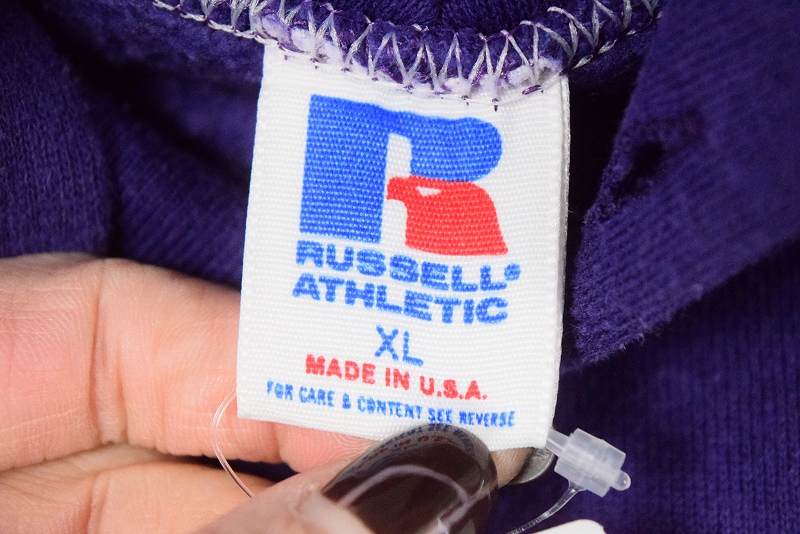 RUSSELL®
ATHLETIC
XL
MADE IN U.S.A.
FOR CARE & CONTENT SEE REVERSE